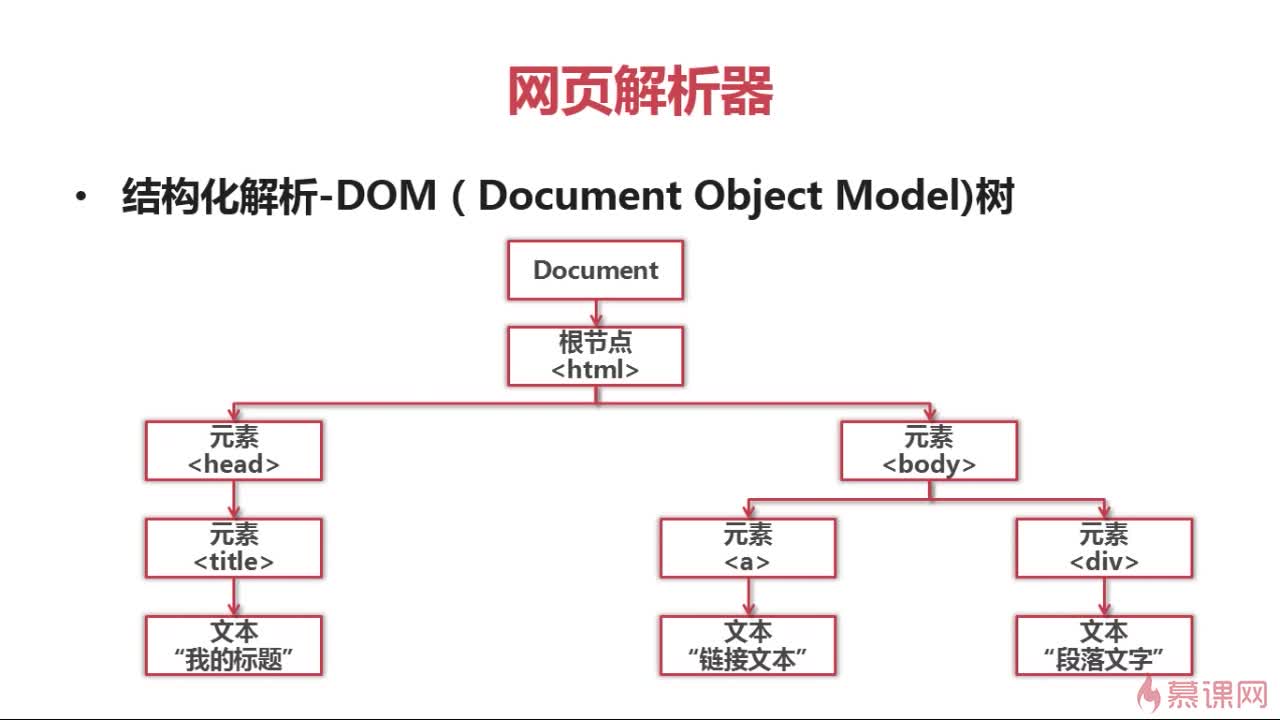 网页解析器
• 结构化解析-DOM（Document Object Model)树
Document
根节点
<html>
元素
<head>
元素
<body>
元素
<title>
元素
<a>
元素
<div>
文本
“我的标题”
文本
“链接文本”
文本
“段落文字”
慕课网